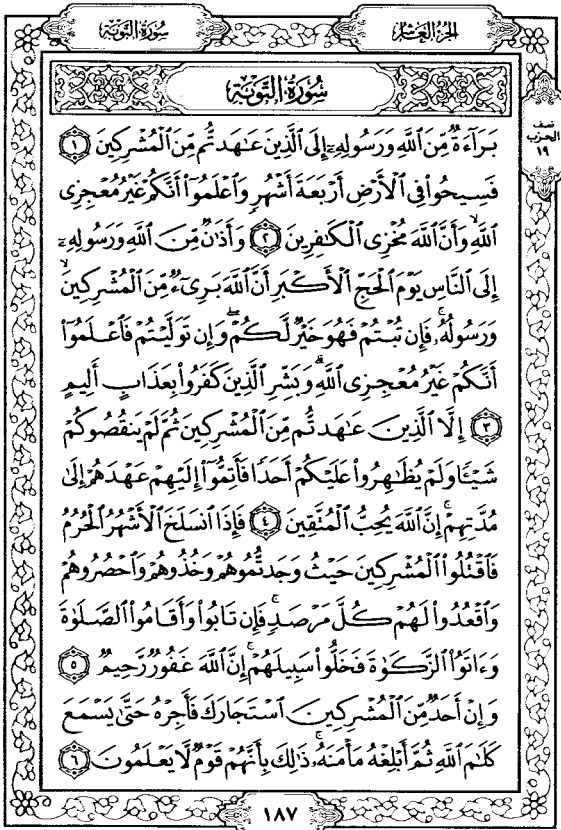 سُورَةُ التَّوْبَةِ
الجُزْءُ العَاشِرُ
نصف
الحزب
١٩
سُورَةُ التَّوْبَةِ
بَرَآءَةٌ مِّنَ ٱللَّهِ وَرَسُولِهِۦٓ إِلَى ٱلَّذِينَ عَٰهَدتُّم مِّنَ ٱلْمُشْرِكِينَ ١
فَسِيحُوا۟ فِى ٱلْأَرْضِ أَرْبَعَةَ أَشْهُرٍ وَٱعْلَمُوٓا۟ أَنَّكُمْ غَيْرُ مُعْجِزِى
ٱللَّهِ ۙ وَأَنَّ ٱللَّهَ مُخْزِى ٱلْكَٰفِرِينَ ٢ وَأَذَٰنٌ مِّنَ ٱللَّهِ وَرَسُولِهِۦٓ
إِلَى ٱلنَّاسِ يَوْمَ ٱلْحَجِّ ٱلْأَكْبَرِ أَنَّ ٱللَّهَ بَرِىٓءٌ مِّنَ ٱلْمُشْرِكِينَ ۙ
وَرَسُولُهُۥ ۚ فَإِن تُبْتُمْ فَهُوَ خَيْرٌ لَّكُمْ ۖ وَإِن تَوَلَّيْتُمْ فَٱعْلَمُوٓا۟
أَنَّكُمْ غَيْرُ مُعْجِزِى ٱللَّهِ ۗ وَبَشِّرِ ٱلَّذِينَ كَفَرُوا۟ بِعَذَابٍ أَلِيمٍ
٣ إِلَّا ٱلَّذِينَ عَٰهَدتُّم مِّنَ ٱلْمُشْرِكِينَ ثُمَّ لَمْ يَنقُصُوكُمْ
شَيْـًٔا وَلَمْ يُظَٰهِرُوا۟ عَلَيْكُمْ أَحَدًا فَأَتِمُّوٓا۟ إِلَيْهِمْ عَهْدَهُمْ إِلَىٰ
مُدَّتِهِمْ ۚ إِنَّ ٱللَّهَ يُحِبُّ ٱلْمُتَّقِينَ ٤ فَإِذَا ٱنسَلَخَ ٱلْأَشْهُرُ ٱلْحُرُمُ
فَٱقْتُلُوا۟ ٱلْمُشْرِكِينَ حَيْثُ وَجَدتُّمُوهُمْ وَخُذُوهُمْ وَٱحْصُرُوهُمْ
وَٱقْعُدُوا۟ لَهُمْ كُلَّ مَرْصَدٍ ۚ فَإِن تَابُوا۟ وَأَقَامُوا۟ ٱلصَّلَوٰةَ
وَءَاتَوُا۟ ٱلزَّكَوٰةَ فَخَلُّوا۟ سَبِيلَهُمْ ۚ إِنَّ ٱللَّهَ غَفُورٌ رَّحِيمٌ ٥
وَإِنْ أَحَدٌ مِّنَ ٱلْمُشْرِكِينَ ٱسْتَجَارَكَ فَأَجِرْهُ حَتَّىٰ يَسْمَعَ
كَلَٰمَ ٱللَّهِ ثُمَّ أَبْلِغْهُ مَأْمَنَهُۥ ۚ ذَٰلِكَ بِأَنَّهُمْ قَوْمٌ لَّا يَعْلَمُونَ ٦
١٨٧